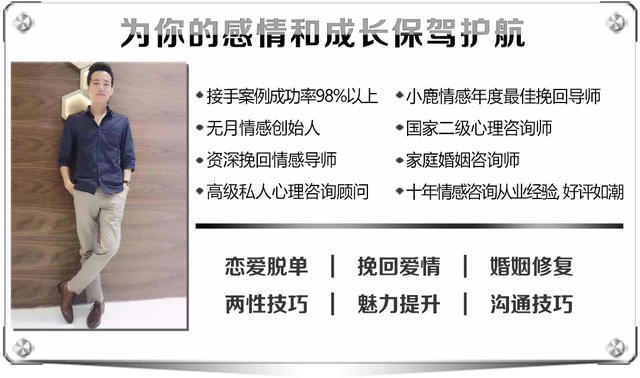 为你的感情和成长保驾护航
接手案例成功率98%以上
小鹿情感年度最佳挽回导师
无月情感创始人
国家二级心理咨询师
资深挽回情感导师
家庭婚姻咨询师
高级私人心理咨询顾问
十年情感咨询从业经验,好评如潮
恋爱脱单 | 挽回爱情 | 婚姻修复
两性技巧 | 魅力提升 | 沟通技巧